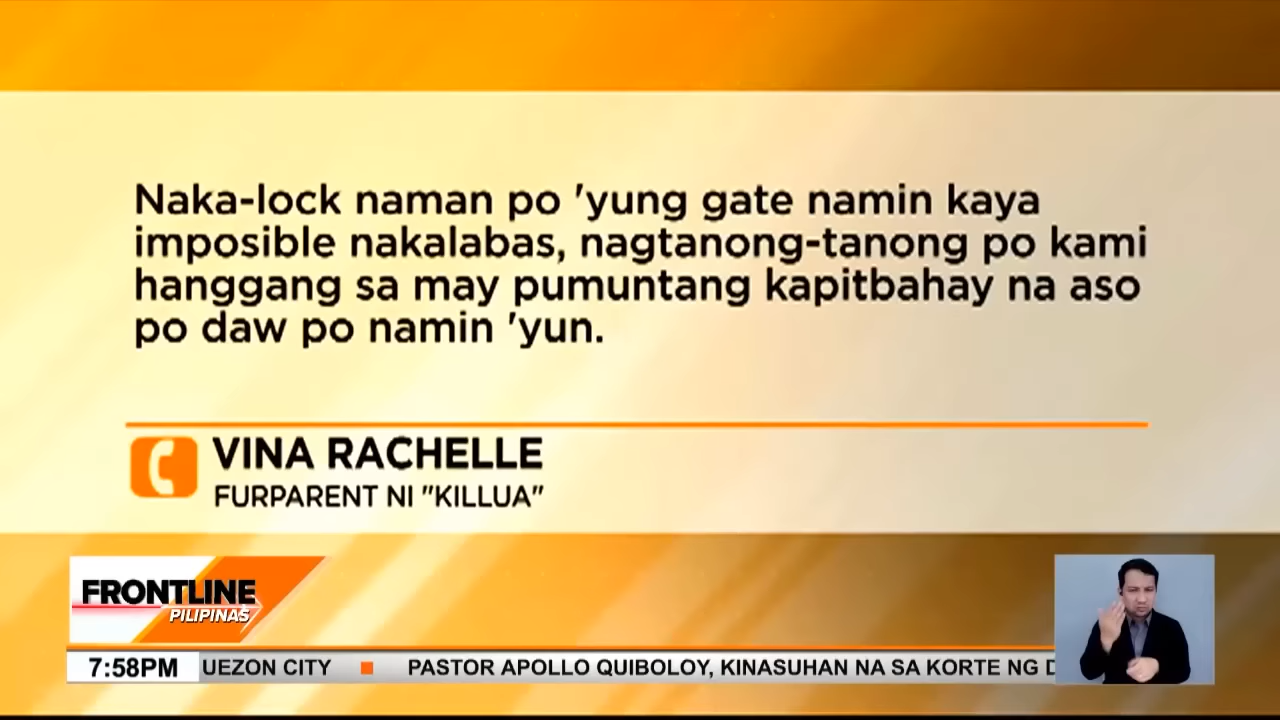 Naka-lock naman po 'yung gate namin kaya
imposible nakalabas, nagtanong-tanong po kami
hanggang sa may pumuntang kapitbahay na aso
po daw po namin 'yun.
VINA RACHELLE
FURPARENT NI "KILLUA"
FRONTLINE
PILIPINAS
7:58PM UEZON CITY ■ PASTOR APOLLO QUIBOLOY, KINASUHAN NA SA KORTE NG